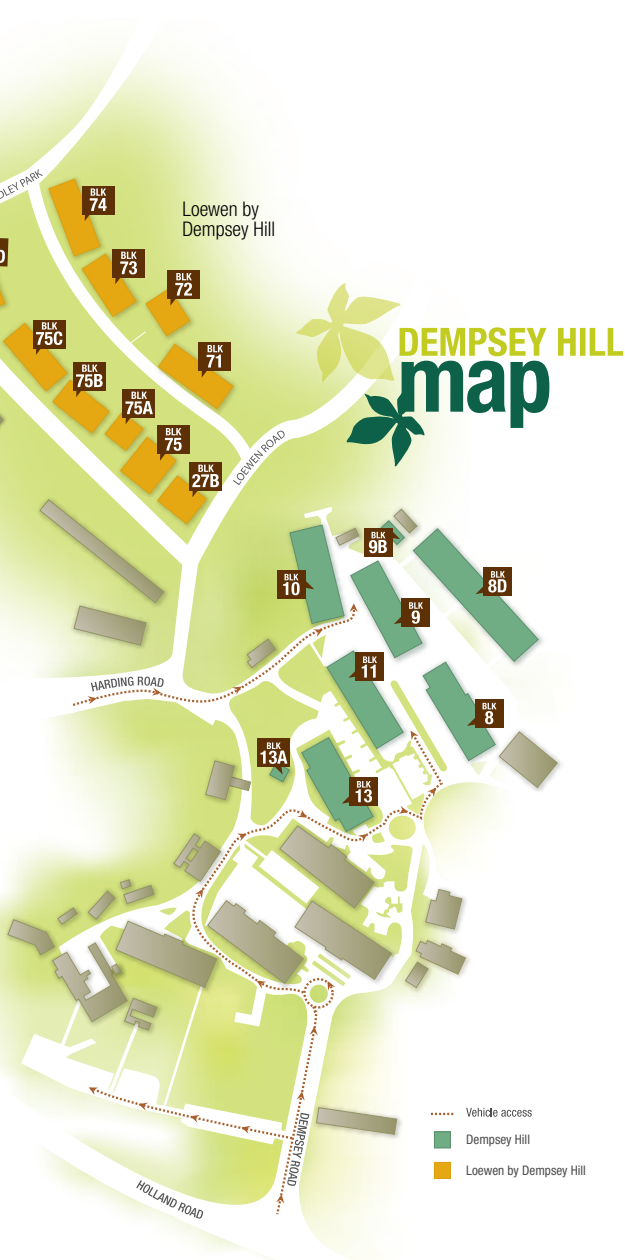 OLEY PARK
BLK
74
Loewen by
Dempsey Hill
BLK
73
BLK
72
BLK
75C
DEMPSEY HILL
map
BLK
71
BLK
75B
BLK
75A
BLK
75
LOEWEN ROAD
BLK
27B
BLK
9B
BLK
10
BLK
8D
BLK
9
BLK
11
HARDING ROAD
BLK
8
BLK
13A
BLK
13
Vehicle access
DEMPSEY ROAD
Dempsey Hill
Loewen by Dempsey Hill
HOLLAND ROAD